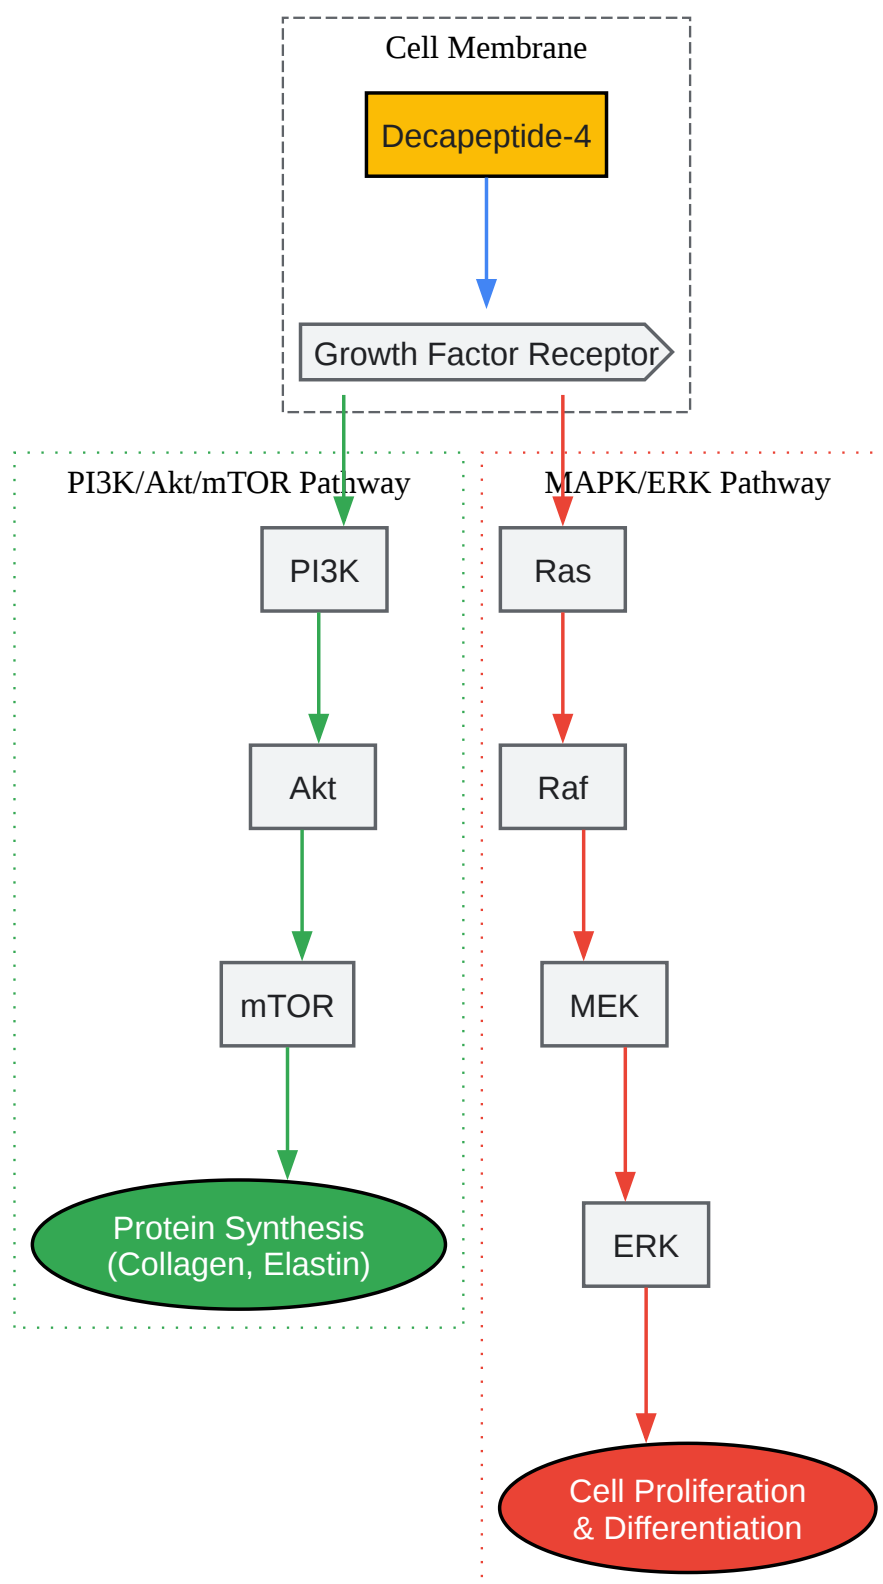 Cell Membrane
Decapeptide-4
Growth Factor Receptor
PI3K/Akt/mTOR Pathway
PI3K
Akt
mTOR
Protein Synthesis
(Collagen, Elastin)
MAPK/ERK Pathway
Ras
Raf
MEK
ERK
Cell Proliferation
& Differentiation